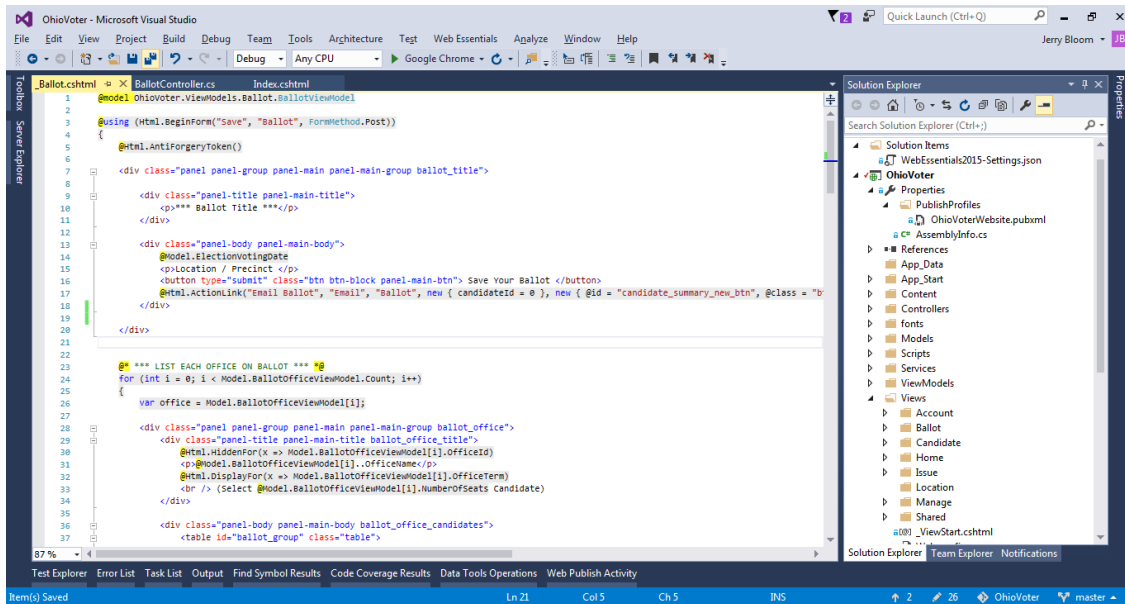 OhioVoter - Microsoft Visual Studio
2
Quick Launch (Ctrl+Q)
File Edit View Project Build Debug Team Tools Architecture Test Web Essentials Analyze Window Help
Jerry Bloom
JB
Debug Any CPU Google Chrome
Toolbox
Server Explorer
_Ballot.cshtml BallotController.cs Index.cshtml
1 @model OhioVoter.ViewModels.Ballot.BallotViewModel
2
3 @using (Html.BeginForm("Save", "Ballot", FormMethod.Post))
4 {
5 @Html.AntiForgeryToken()
6
7 <div class="panel panel-group panel-main panel-main-group ballot_title">
8
9 <div class="panel-title panel-main-title">
10 <p>*** Ballot Title ***</p>
11 </div>
12
13 <div class="panel-body panel-main-body">
14 @Model.ElectionVotingDate
15 <p>Location / Precinct </p>
16 <button type="submit" class="btn btn-block panel-main-btn"> Save Your Ballot </button>
17 @Html.ActionLink("Email Ballot", "Email", "Ballot", new { candidateId = 0 }, new { @id = "candidate_summary_new_btn", @class = "b
18 </div>
19
20 </div>
21
22
23 @* *** LIST EACH OFFICE ON BALLOT *** *@
24 for (int i = 0; i < Model.BallotOfficeViewModel.Count; i++)
25 {
26 var office = Model.BallotOfficeViewModel[i];
27
28 <div class="panel panel-group panel-main panel-main-group ballot_office">
29 <div class="panel-title panel-main-title ballot_office_title">
30 @Html.HiddenFor(x => Model.BallotOfficeViewModel[i].OfficeId)
31 <p>@Model.BallotOfficeViewModel[i]..OfficeName</p>
32 @Html.DisplayFor(x => Model.BallotOfficeViewModel[i].OfficeTerm)
33 <br /> (Select @Model.BallotOfficeViewModel[i].NumberOfSeats Candidate)
34 </div>
35
36 <div class="panel-body panel-main-body ballot_office_candidates">
37 <table id="ballot_group" class="table">
87 %
Solution Explorer
Search Solution Explorer (Ctrl+;)
Solution Items
WebEssentials2015-Settings.json
OhioVoter
Properties
PublishProfiles
OhioVoterWebsite.pubxml
C# AssemblyInfo.cs
References
App_Data
App_Start
Content
Controllers
fonts
Models
Scripts
Services
ViewModels
Views
Account
Ballot
Candidate
Home
Issue
Location
Manage
Shared
_ViewStart.cshtml
Solution Explorer Team Explorer Notifications
Properties
Test Explorer Error List Task List Output Find Symbol Results Code Coverage Results Data Tools Operations Web Publish Activity
Item(s) Saved Ln 21 Col 5 Ch 5 INS 2 26 OhioVoter master